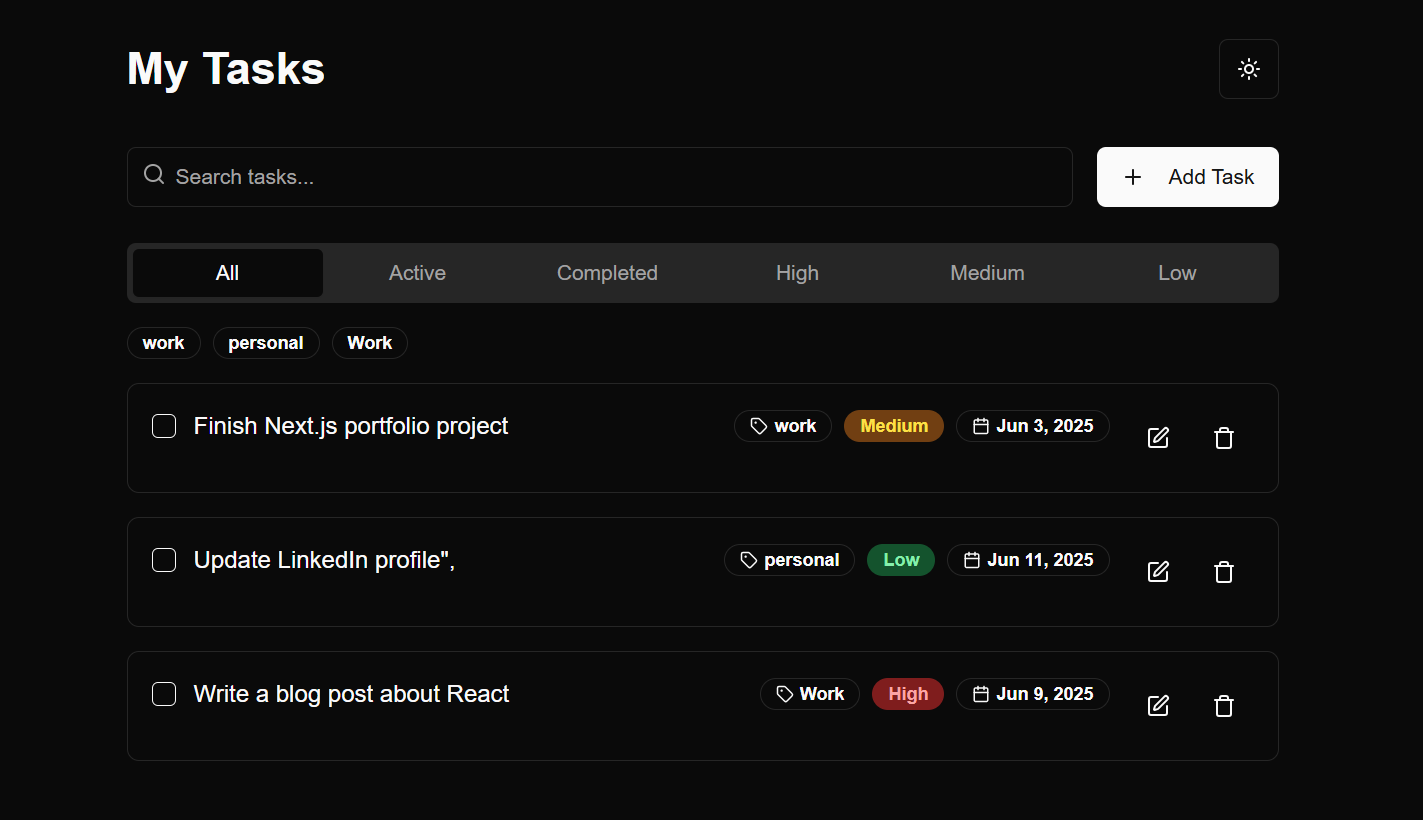 My Tasks
Search tasks...
Add Task
All Active Completed High Medium Low
work personal Work
Finish Next.js portfolio project work Medium Jun 3, 2025
Update LinkedIn profile", personal Low Jun 11, 2025
Write a blog post about React Work High Jun 9, 2025